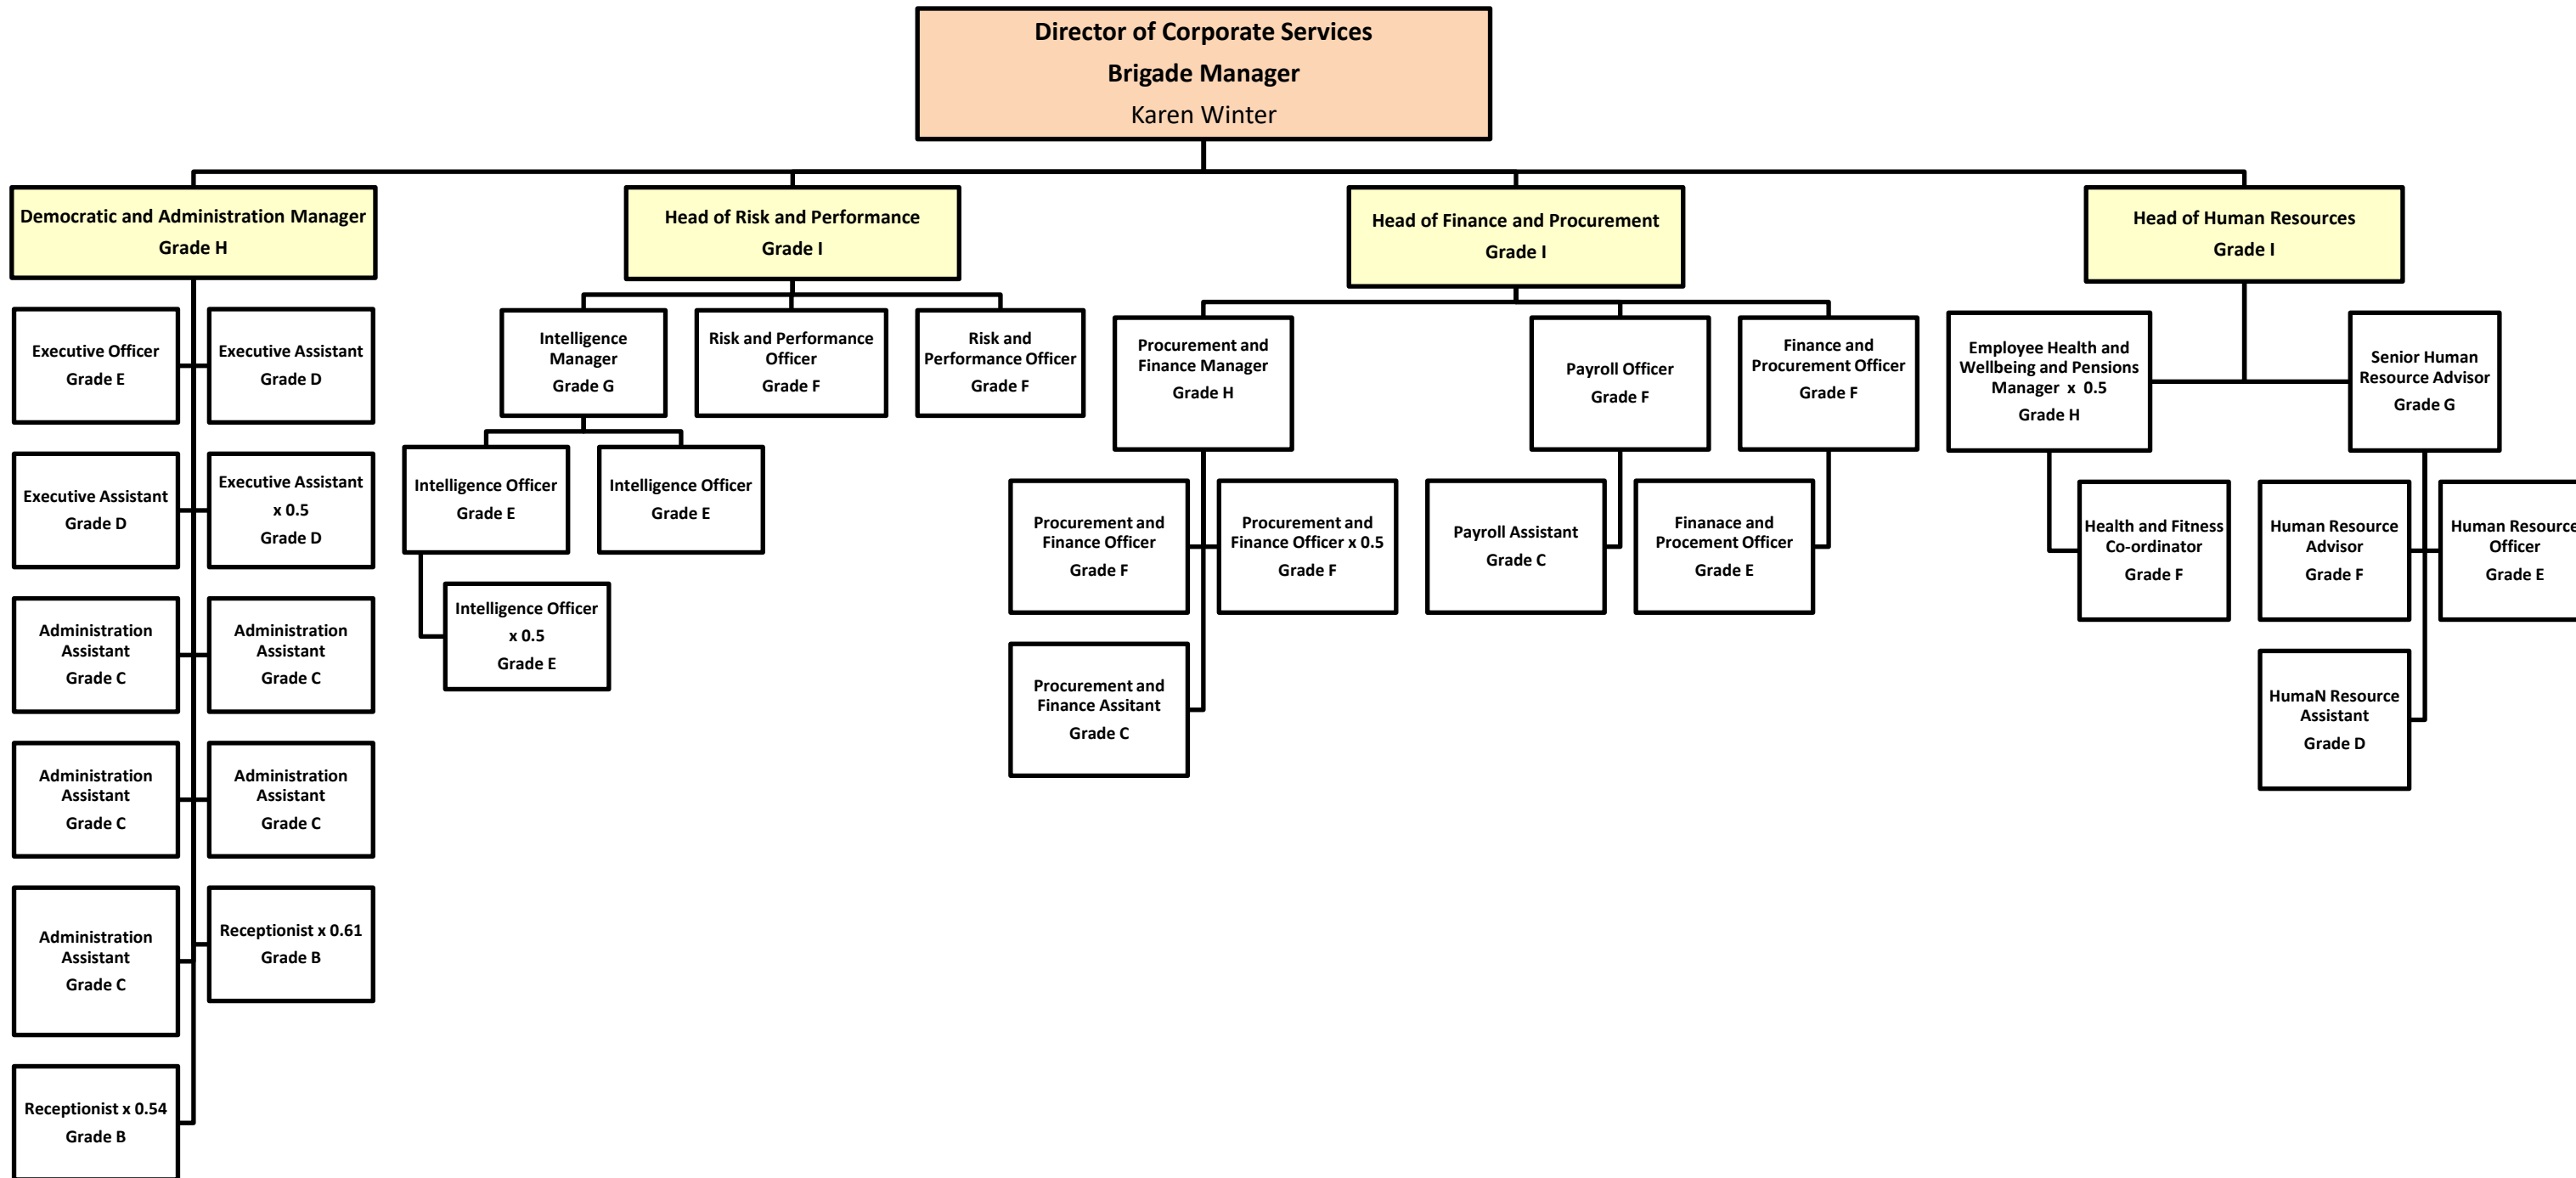 Director of Corporate Services
Brigade Manager
Karen Winter
Democratic and Administration Manager
Grade H
Head of Risk and Performance
Grade I
Head of Finance and Procurement
Grade I
Head of Human Resources
Grade I
Executive Officer
Grade E
Executive Assistant
Grade D
Executive Assistant
Grade D
Executive Assistant
x 0.5
Grade D
Administration
Assistant
Grade C
Administration
Assistant
Grade C
Administration
Assistant
Grade C
Administration
Assistant
Grade C
Administration
Assistant
Grade C
Receptionist x 0.61
Grade B
Receptionist x 0.54
Grade B
Intelligence
Manager
Grade G
Risk and Performance
Officer
Grade F
Risk and
Performance Officer
Grade F
Intelligence Officer
Grade E
Intelligence Officer
Grade E
Intelligence Officer
x 0.5
Grade E
Procurement and
Finance Manager
Grade H
Payroll Officer
Grade F
Finance and
Procurement Officer
Grade F
Procurement and
Finance Officer
Grade F
Procurement and
Finance Officer x 0.5
Grade F
Payroll Assistant
Grade C
Finanace and
Procement Officer
Grade E
Procurement and
Finance Assitant
Grade C
Employee Health and
Wellbeing and Pensions
Manager x 0.5
Grade H
Senior Human
Resource Advisor
Grade G
Health and Fitness
Co-ordinator
Grade F
Human Resource
Advisor
Grade F
Human Resource
Officer
Grade E
HumaN Resource
Assistant
Grade D